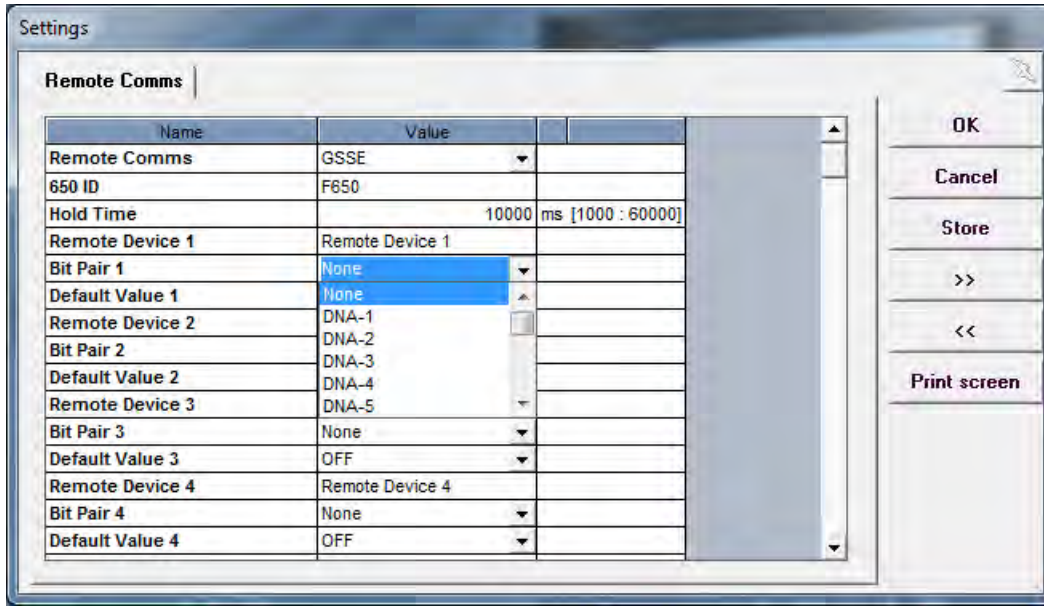 Settings
Remote Comms
Name Value
Remote Comms GSSE
650 ID F650
Hold Time 10000 ms [1000 : 60000]
Remote Device 1 Remote Device 1
Bit Pair 1 None
Default Value 1 None
Remote Device 2 DNA-1
Bit Pair 2 DNA-2
Default Value 2 DNA-3
DNA-4
Remote Device 3 DNA-5
Bit Pair 3 None
Default Value 3 OFF
Remote Device 4 Remote Device 4
Bit Pair 4 None
Default Value 4 OFF
OK
Cancel
Store
>>
<<
Print screen